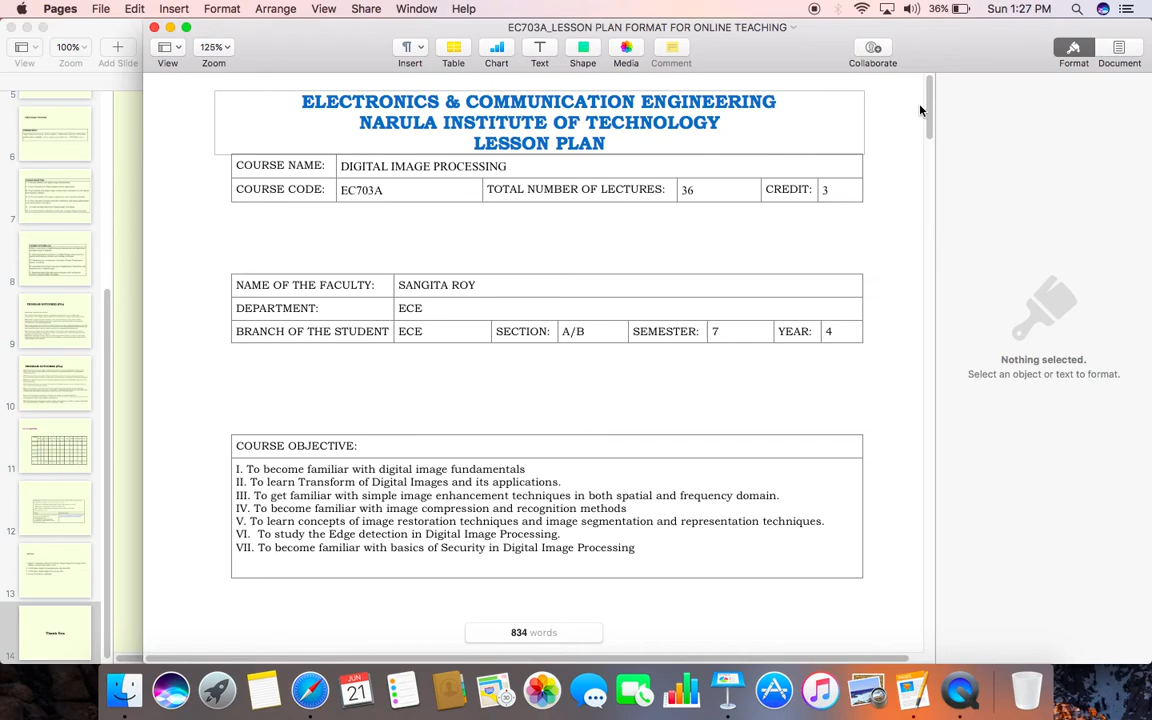 Pages File Edit Insert Format Arrange View Share Window Help 36% Sun 1:27 PM
EC703A_LESSON PLAN FORMAT FOR ONLINE TEACHING
100%
View Zoom Add Slide
125%
View Zoom Insert Table Chart Text Shape Media Comment Collaborate Format Document
ELECTRONICS & COMMUNICATION ENGINEERING
NARULA INSTITUTE OF TECHNOLOGY
LESSON PLAN
COURSE NAME: DIGITAL IMAGE PROCESSING
COURSE CODE: EC703A TOTAL NUMBER OF LECTURES: 36 CREDIT: 3
NAME OF THE FACULTY: SANGITA ROY
DEPARTMENT: ECE
BRANCH OF THE STUDENT ECE SECTION: A/B SEMESTER: 7 YEAR: 4
COURSE OBJECTIVE:
I. To become familiar with digital image fundamentals
II. To learn Transform of Digital Images and its applications.
III. To get familiar with simple image enhancement techniques in both spatial and frequency domain.
IV. To become familiar with image compression and recognition methods
V. To learn concepts of image restoration techniques and image segmentation and representation techniques.
VI. To study the Edge detection in Digital Image Processing.
VII. To become familiar with basics of Security in Digital Image Processing
834 words
Nothing selected.
Select an object or text to format.
5
6
7
8
9
10
11
12
13
14
Thank You
JUN
21